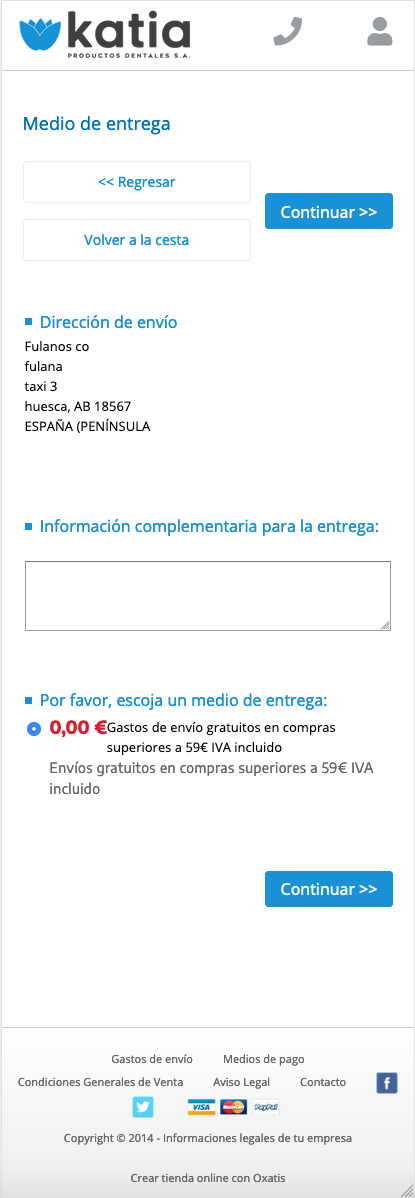 katia
PRODUCTOS DENTALES S.A.
Medio de entrega
<< Regresar
Continuar >>
Volver a la cesta
Dirección de envío
Fulanos co
fulana
taxi 3
huesca, AB 18567
ESPAÑA (PENÍNSULA
Información complementaria para la entrega:
Por favor, escoja un medio de entrega:
0,00 € Gastos de envío gratuitos en compras
superiores a 59€ IVA incluido
Envíos gratuitos en compras superiores a 59€ IVA
incluido
Continuar >>
Gastos de envío Medios de pago
Condiciones Generales de Venta Aviso Legal Contacto f
VISA MasterCard PayPal
Copyright © 2014 - Informaciones legales de tu empresa
Crear tienda online con Oxatis